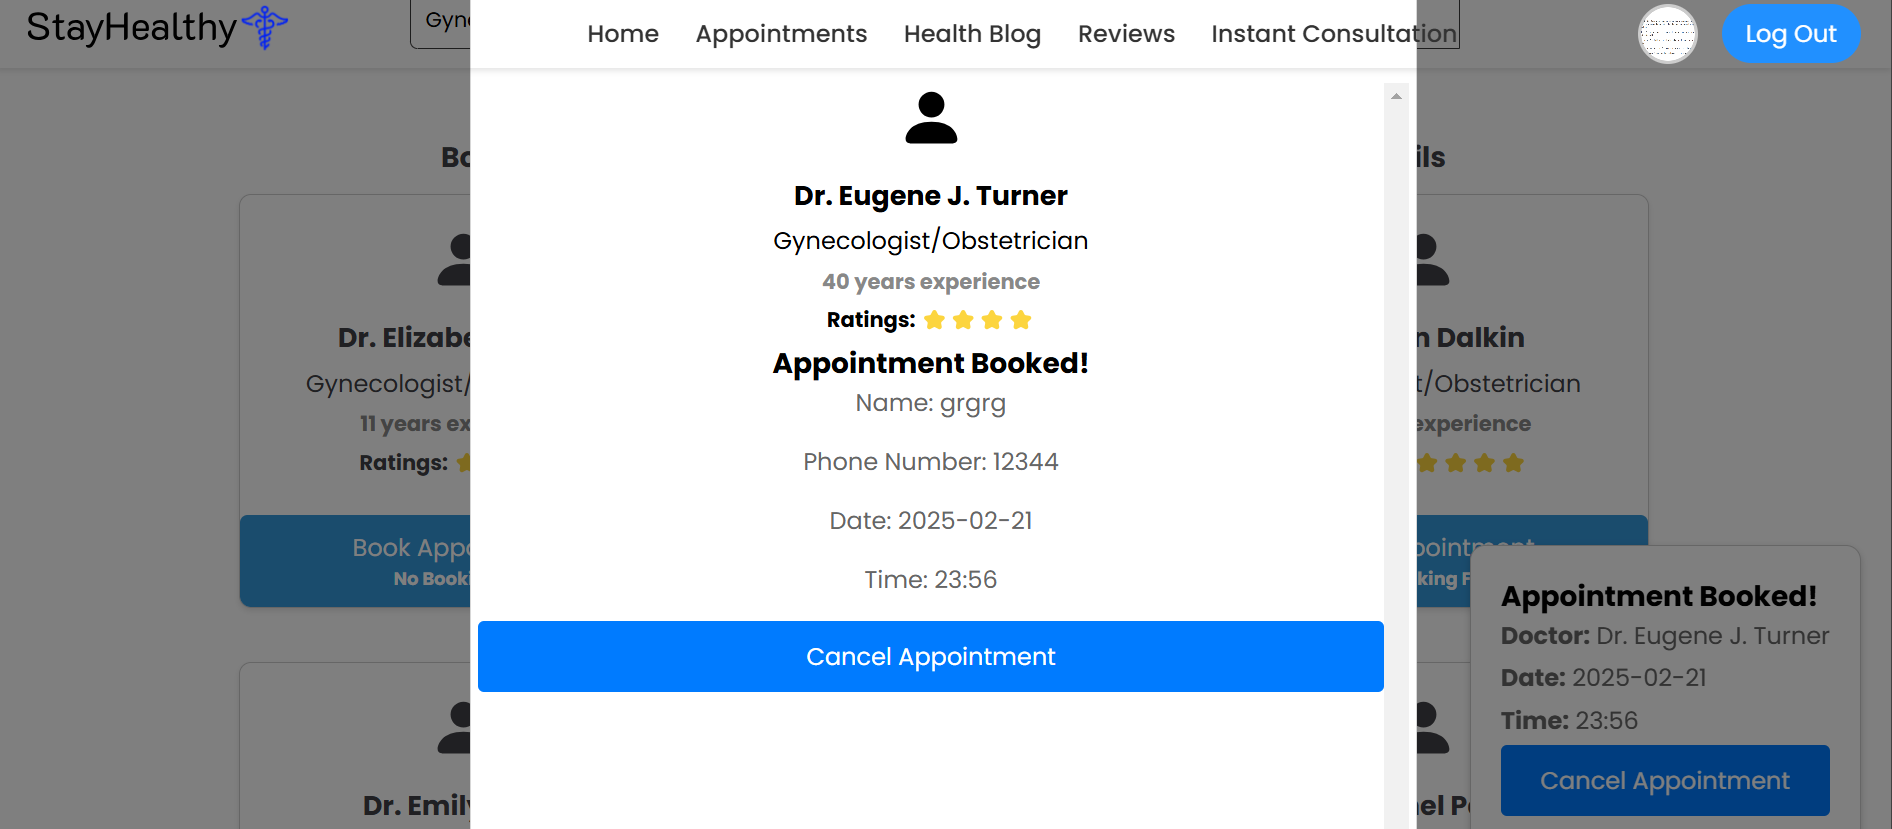 StayHealthy
Gyn
Home Appointments Health Blog Reviews Instant Consultation
Log Out
Dr. Eugene J. Turner
Gynecologist/Obstetrician
40 years experience
Ratings:
Appointment Booked!
Name: grgrg
Phone Number: 12344
Date: 2025-02-21
Time: 23:56
Cancel Appointment
Bo
ils
Dr. Elizabe
Gynecologist/
11 years ex
Ratings:
Book Appo
No Booki
n Dalkin
t/Obstetrician
experience
pointment
king F
Dr. Emily
el P
Appointment Booked!
Doctor: Dr. Eugene J. Turner
Date: 2025-02-21
Time: 23:56
Cancel Appointment